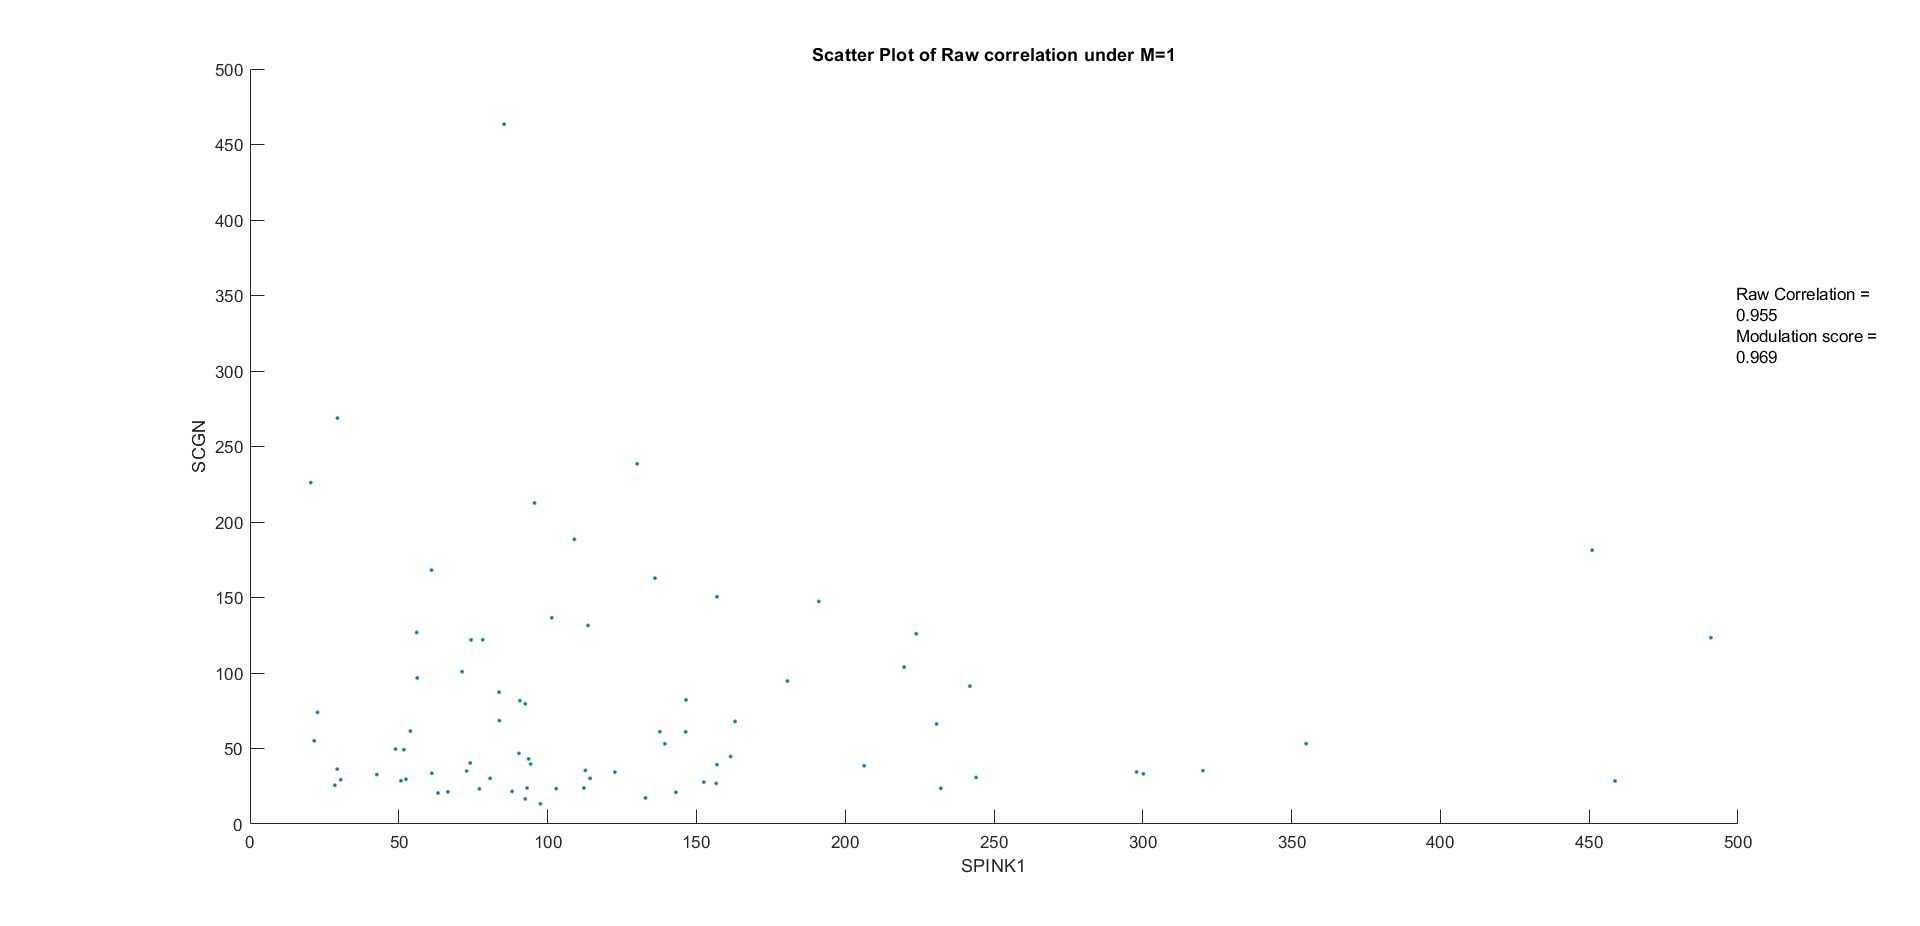 Scatter Plot of Raw correlation under M=1
500
450
400
350
300
250
200
150
100
50
0
SCGN
Raw Correlation =
0.955
Modulation score =
0.969
0 50 100 150 200 250 300 350 400 450 500
SPINK1